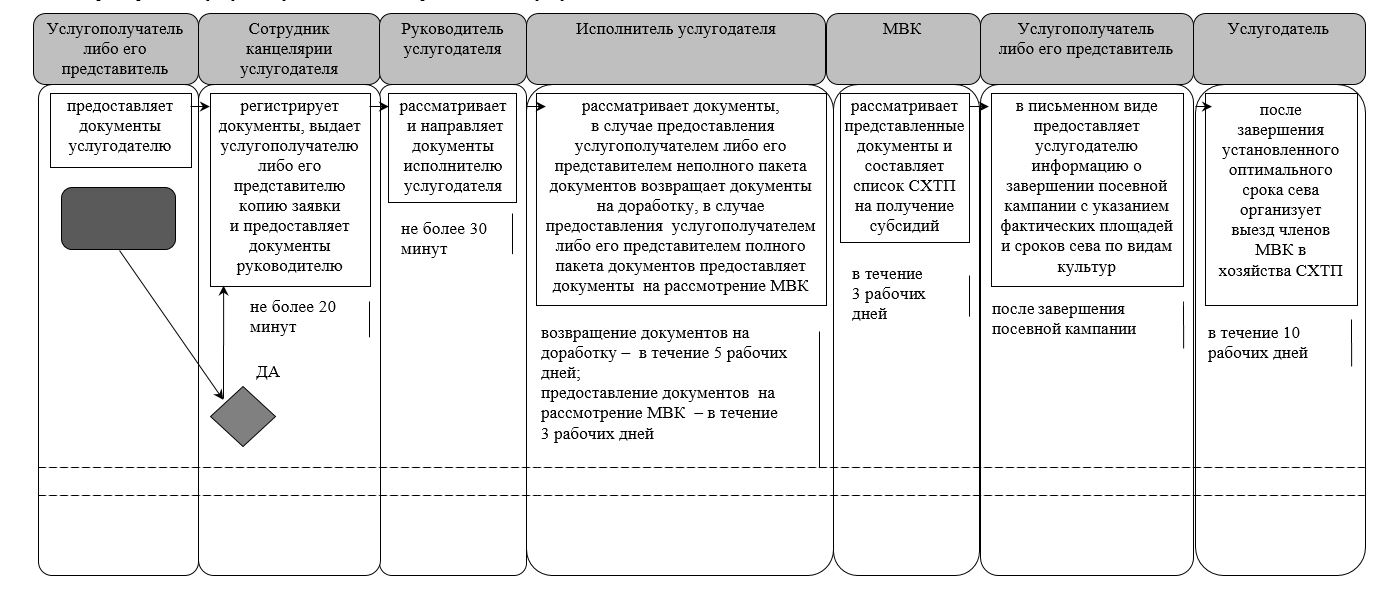 Услугополучатель
либо его
представитель
Сотрудник
канцелярии
услугодателя
Руководитель
услугодателя
Исполнитель услугодателя
МВК
Услугополучатель
либо его представитель
Услугодатель
предоставляет
документы
услугодателю
регистрирует
документы, выдает
услугополучателю
либо его
представителю
копию заявки
и предоставляет
документы
руководителю
не более 20
минут
ДА
рассматривает
и направляет
документы
исполнителю
услугодателя
не более 30
минут
рассматривает документы,
в случае предоставления
услугополучателем либо его
представителем неполного пакета
документов возвращает документы
на доработку, в случае
предоставления услугополучателем
либо его представителем полного
пакета документов предоставляет
документы на рассмотрение МВК
возвращение документов на
доработку – в течение 5 рабочих
дней;
предоставление документов на
рассмотрение МВК – в течение
3 рабочих дней
рассматривает
представленные
документы и
составляет
список СХТП
на получение
субсидий
в течение
3 рабочих
дней
в письменном виде
предоставляет
услугодателю
информацию о
завершении посевной
кампании с указанием
фактических площадей
и сроков сева по видам
культур
после завершения
посевной кампании
после
завершения
установленного
оптимального
срока сева
организует
выезд членов
МВК в
хозяйства СХТП
в течение 10
рабочих дней